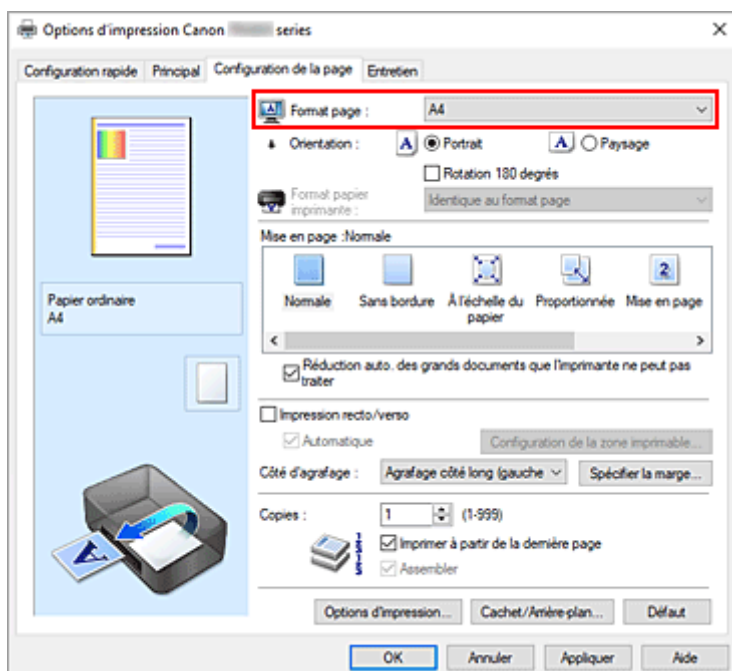 Options d'impression Canon series
Configuration rapide Principal Configuration de la page Entretien
Format page : A4
Orientation : A Portrait A Paysage
Rotation 180 degrés
Format papier imprimante : Identique au format page
Mise en page :Normale
Normale Sans bordure À l'échelle du papier Proportionnée Mise en page
Réduction auto. des grands documents que l'imprimante ne peut pas
traiter
Papier ordinaire
A4
Impression recto/verso
Automatique Configuration de la zone imprimable...
Côté d'agrafage : Agrafage côté long (gauche Spécifier la marge...
Copies : 1 (1-999)
Imprimer à partir de la dernière page
Assembler
Options d'impression... Cachet/Arrière-plan... Défaut
OK Annuler Appliquer Aide